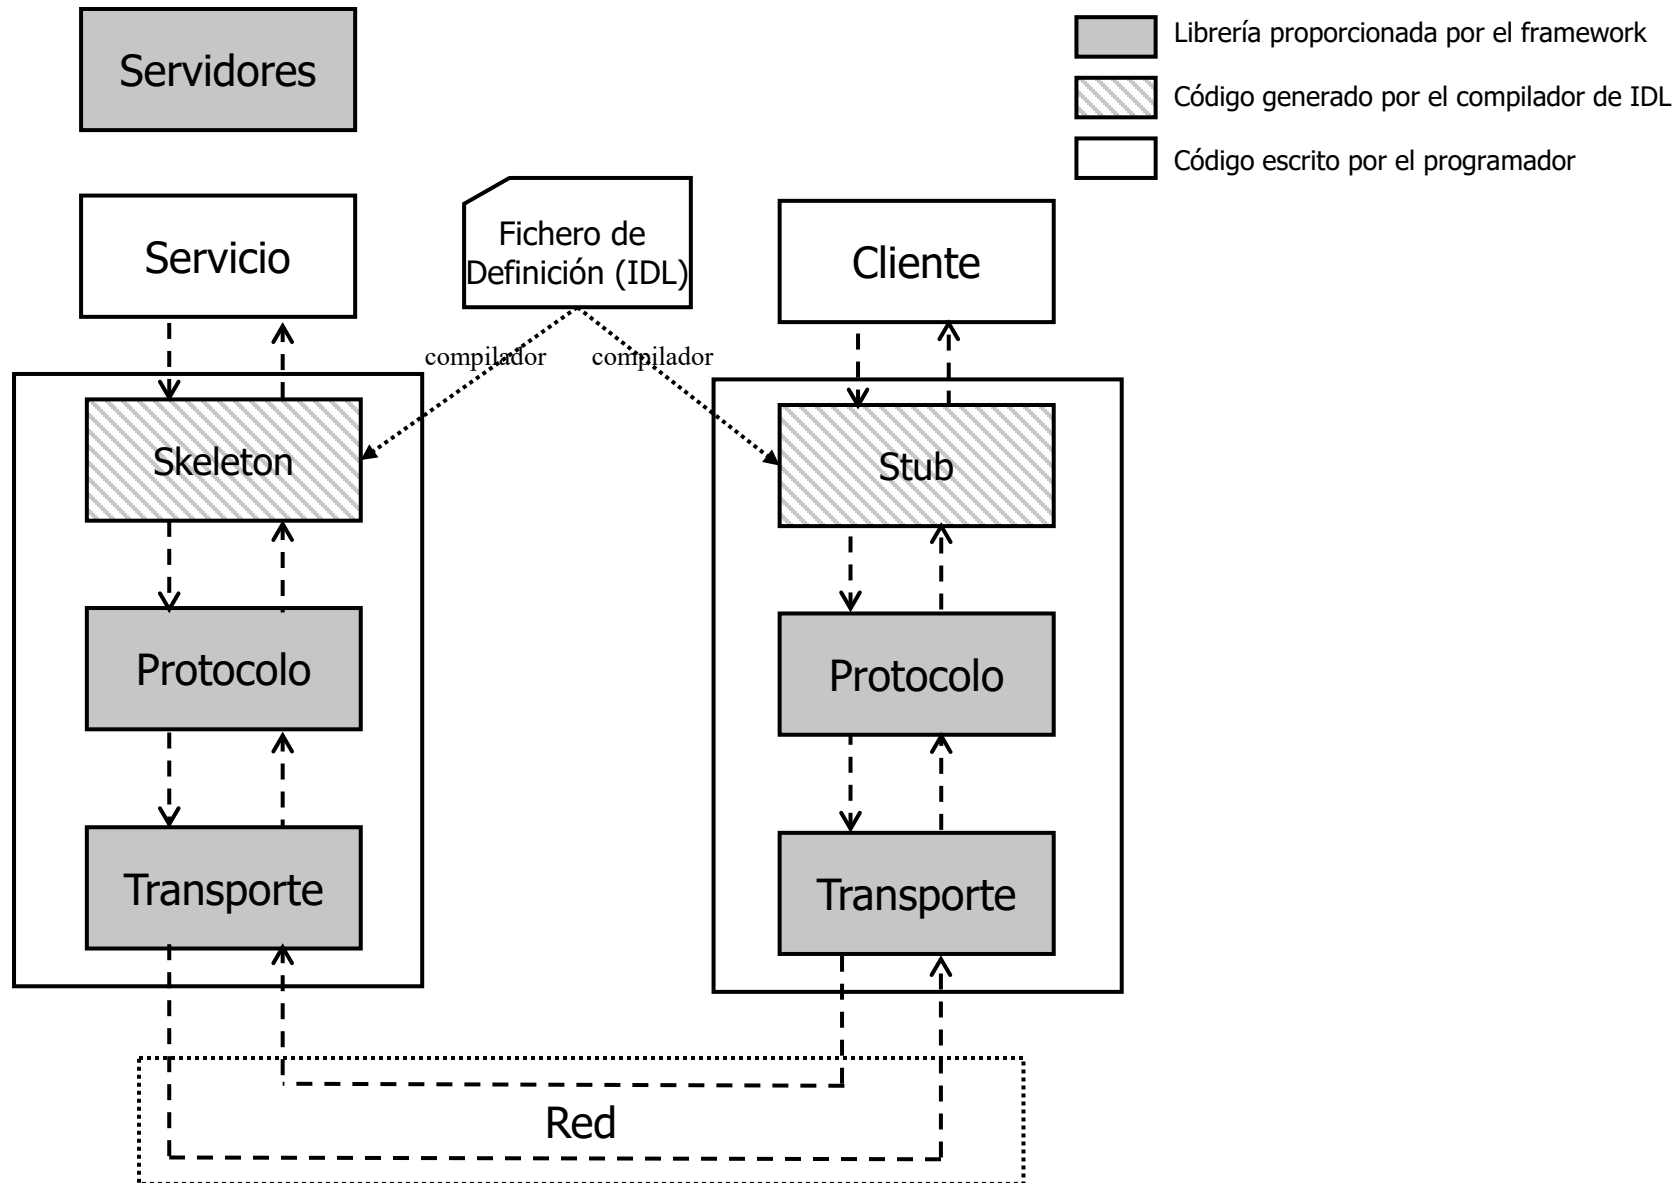 Servidores
Librería proporcionada por el framework
Código generado por el compilador de IDL
Código escrito por el programador
Servicio
Fichero de
Definición (IDL)
Cliente
compilador
compilador
Skeleton
Stub
Protocolo
Protocolo
Transporte
Transporte
Red